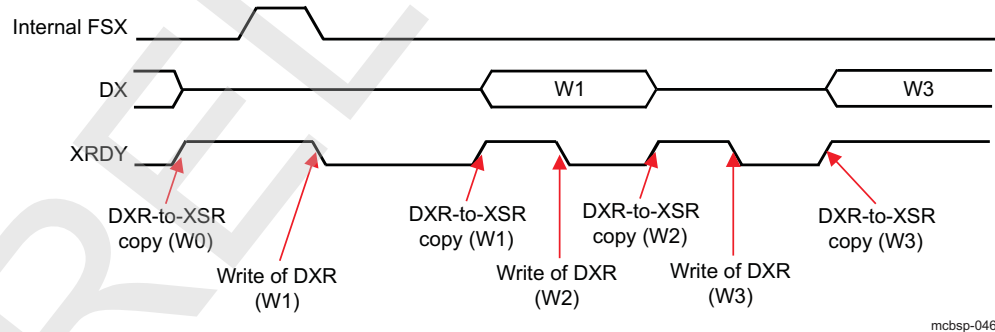 Internal FSX
DX
W1
W3
XRDY
DXR-to-XSR
copy (W0)
Write of DXR
(W1)
DXR-to-XSR
copy (W1)
Write of DXR
(W2)
DXR-to-XSR
copy (W2)
Write of DXR
(W3)
DXR-to-XSR
copy (W3)
mcbsp-046